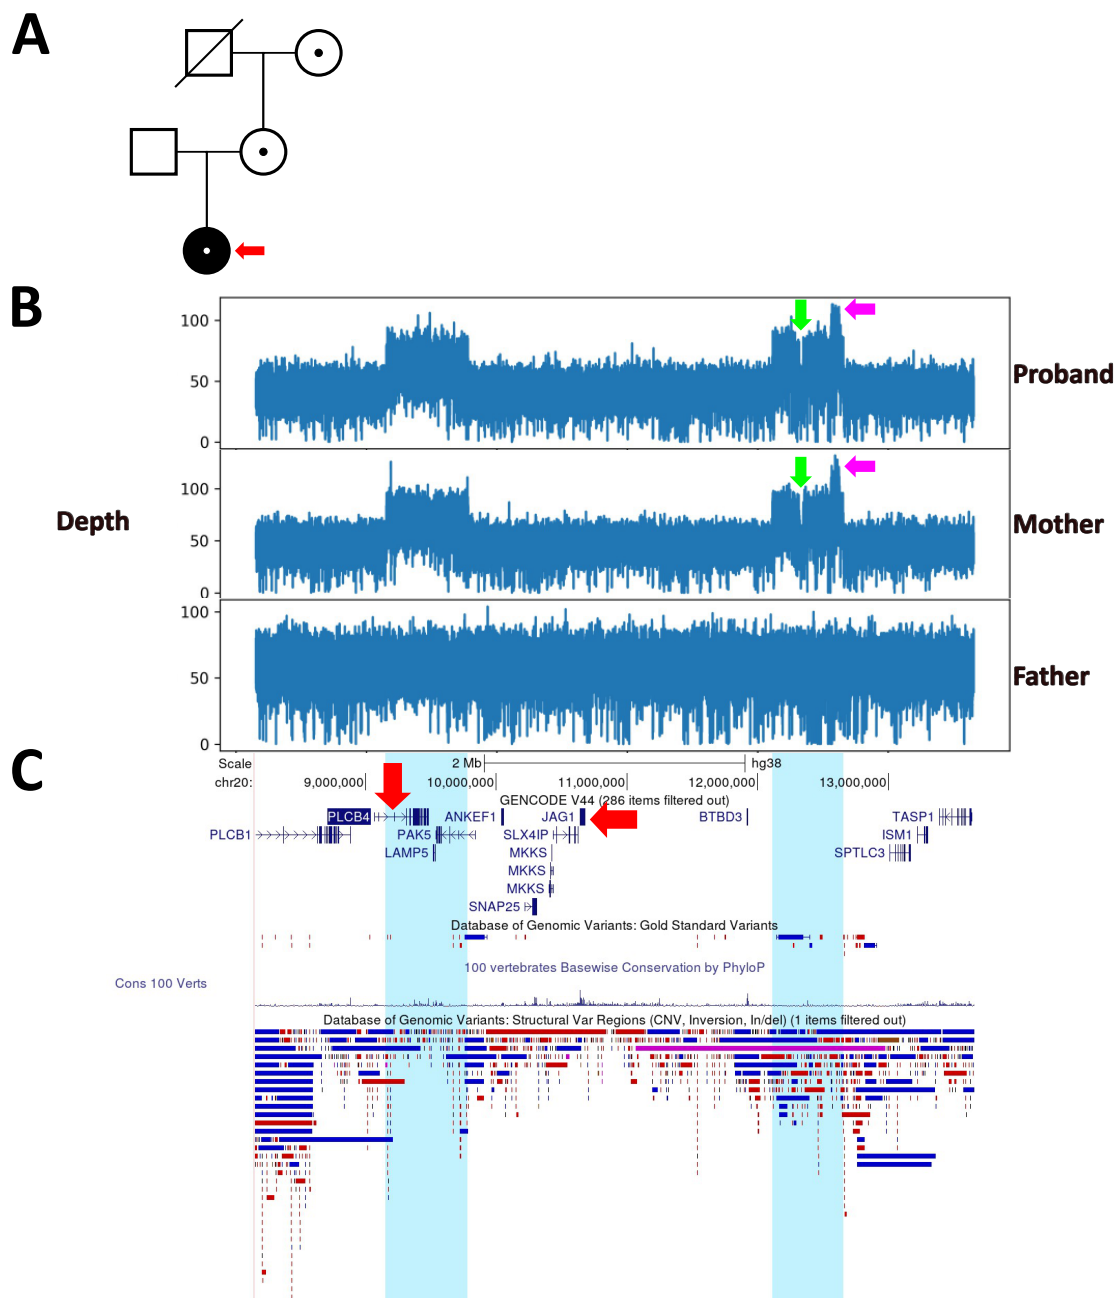 A
B
100
50
0
Proband
100
50
0
Depth
Mother
100
50
0
Father
C
Scale
2 Mb
hg38
chr20:
9,000,000
10,000,000
11,000,000
12,000,000
13,000,000
GENCODE V44 (286 items filtered out)
PLCB4
ANKEF1
JAG1
BTBD3
TASP1
PLCB1
PAK5
SLX4IP
ISM1
LAMP5
MKKS
SPTLC3
MKKS
MKKS
SNAP25
Database of Genomic Variants: Gold Standard Variants
100 vertebrates Basewise Conservation by PhyloP
Cons 100 Verts
Database of Genomic Variants: Structural Var Regions (CNV, Inversion, In/del) (1 items filtered out)